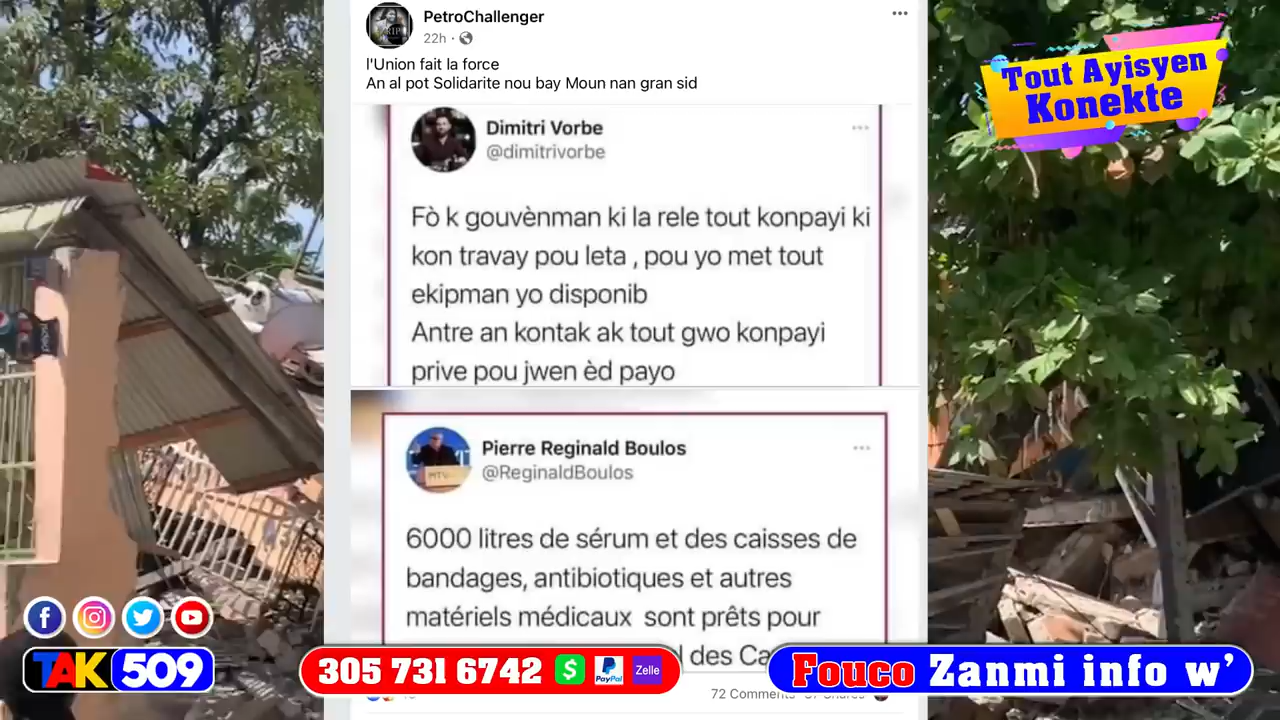 PetroChallenger
22h
l'Union fait la force
An al pot Solidarite nou bay Moun nan gran sid
Tout Ayisyen
Konekte
Dimitri Vorbe
@dimitrivorbe
Fò k gouvènman ki la rele tout konpayi ki
kon travay pou leta , pou yo met tout
ekipman yo disponib
Antre an kontak ak tout gwo konpayi
prive pou jwen èd payo
Pierre Reginald Boulos
@ReginaldBoulos
6000 litres de sérum et des caisses de
bandages, antibiotiques et autres
matériels médicaux sont prêts pour
des
TAK 509
305 731 6742
PayPal
Zelle
Fouco Zanmi info w'
72 Comments
pepsi